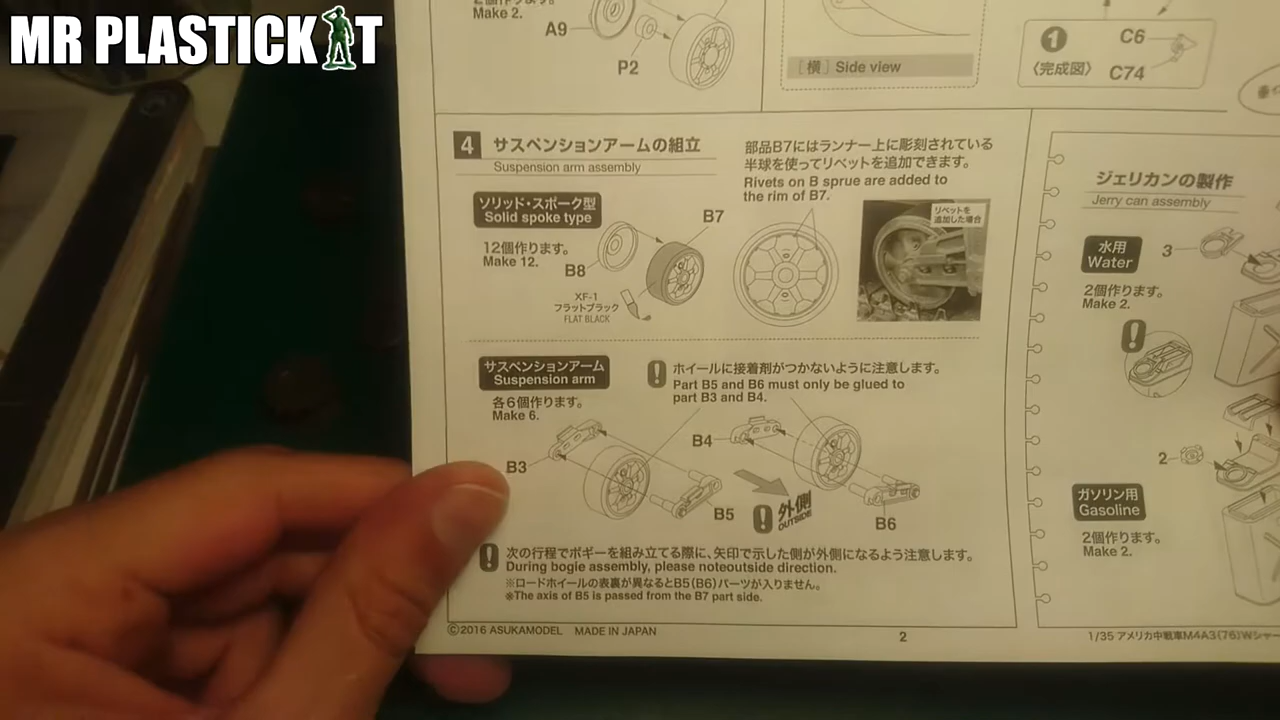 MR PLASTICKIT
Make 2.
A9
P2
[横] Side view
1
〈完成図〉
C6
C74
4 サスペンションアームの組立
Suspension arm assembly
部品B7にはランナー上に彫刻されている
半球を使ってリベットを追加できます。
Rivets on B sprue are added to
the rim of B7.
ソリッド・スポーク型
Solid spoke type
12個作ります。
Make 12.
B8
B7
XF-1
フラットブラック
FLAT BLACK
リベットを
追加した場合
サスペンションアーム
Suspension arm
各6個作ります。
Make 6.
ホイールに接着剤がつかないように注意します。
Part B5 and B6 must only be glued to
part B3 and B4.
B3
B5
B4
B6
外側
OUTSIDE
次の行程でボギーを組み立てる際に、矢印で示した側が外側になるよう注意します。
During bogie assembly, please noteoutside direction.
※ロードホイールの表裏が異なるとB5(B6)パーツが入りません。
※The axis of B5 is passed from the B7 part side.
©2016 ASUKAMODEL MADE IN JAPAN
2
ジェリカンの製作
Jerry can assembly
水用
Water
3
2個作ります。
Make 2.
2
ガソリン用
Gasoline
2個作ります。
Make 2.
1/35 アメリカ中戦車M4A3(76)Wシャー